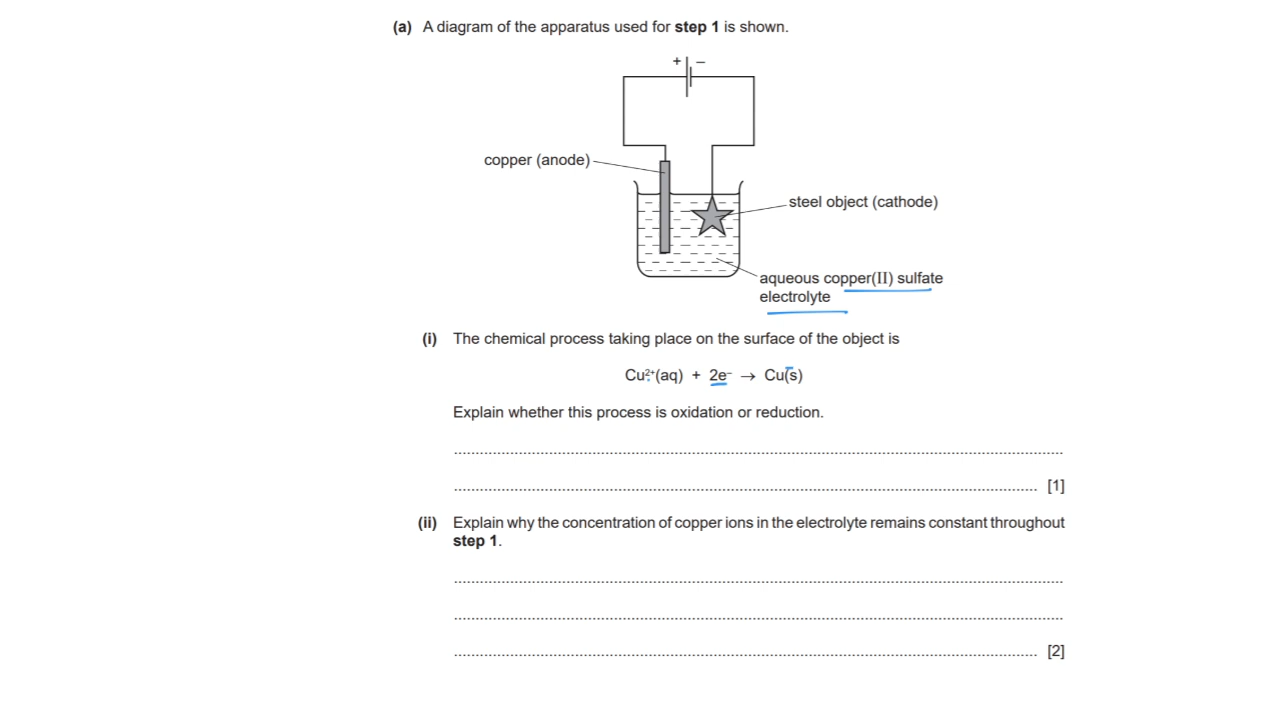 (a) A diagram of the apparatus used for step 1 is shown.
+ –
copper (anode)
steel object (cathode)
aqueous copper(II) sulfate
electrolyte
(i) The chemical process taking place on the surface of the object is
Cu²⁺(aq) + 2e⁻ → Cu(s)
Explain whether this process is oxidation or reduction.
[1]
(ii) Explain why the concentration of copper ions in the electrolyte remains constant throughout
step 1.
[2]